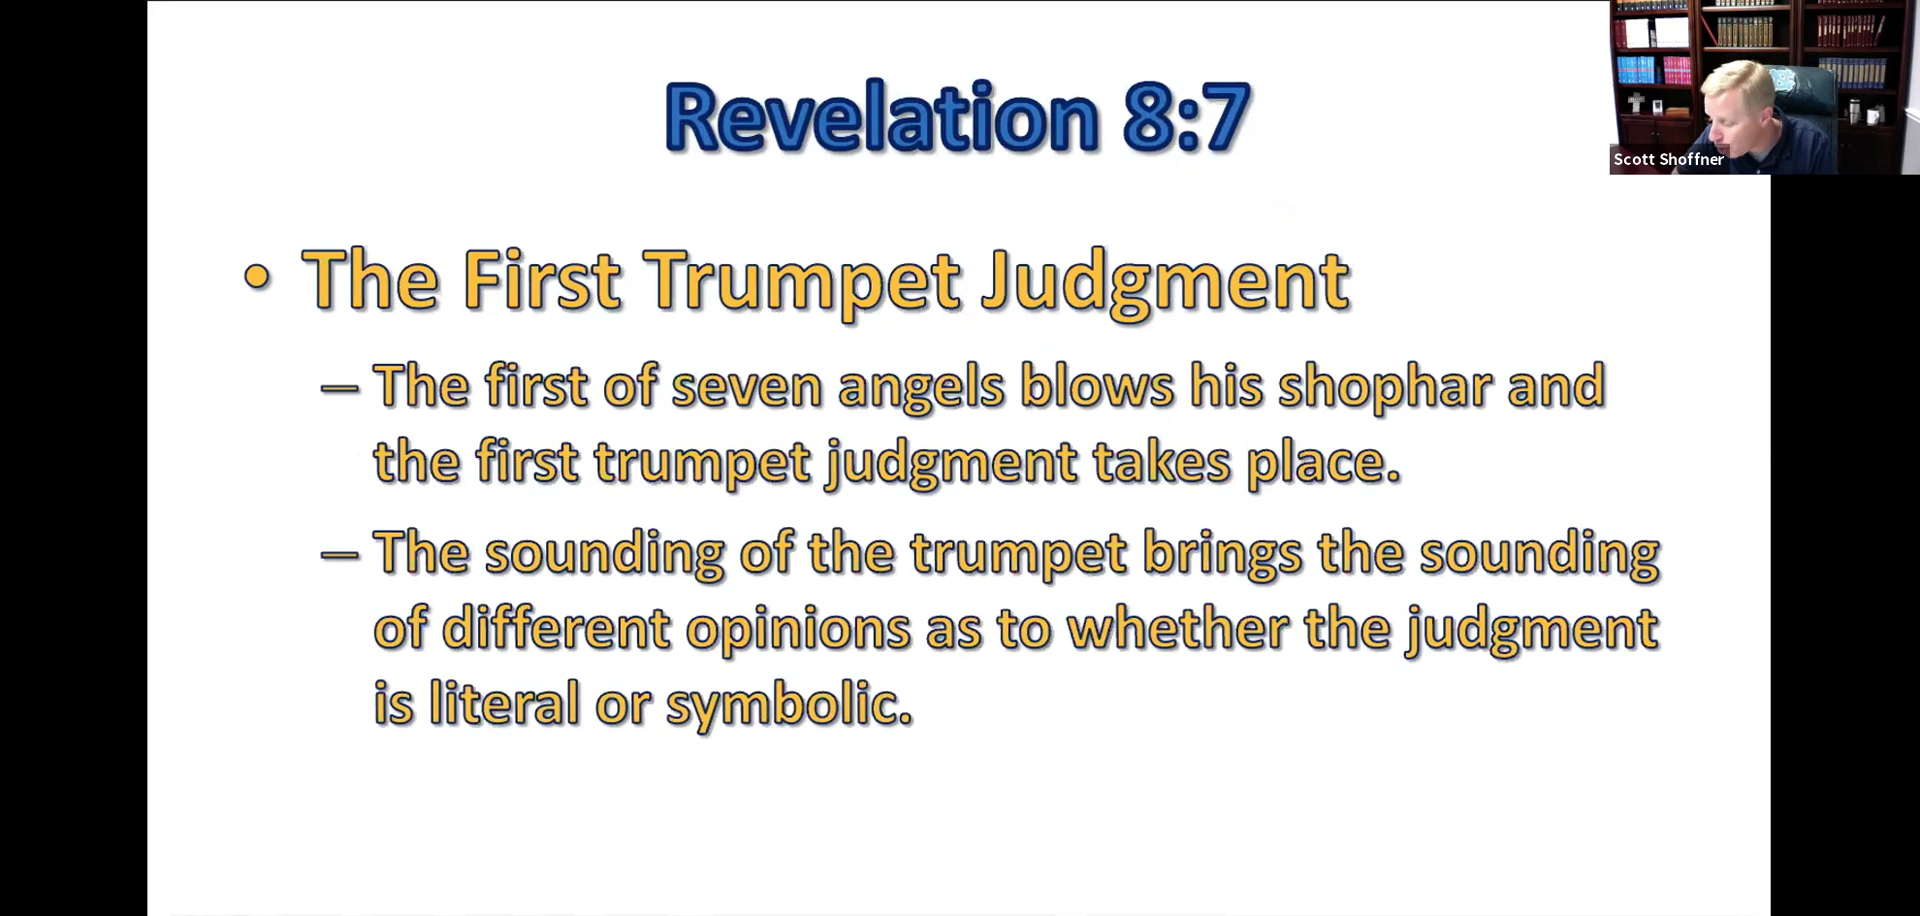 Revelation 8:7
Scott Shoffner
• The First Trumpet Judgment
– The first of seven angels blows his shophar and
the first trumpet judgment takes place.
– The sounding of the trumpet brings the sounding
of different opinions as to whether the judgment
is literal or symbolic.